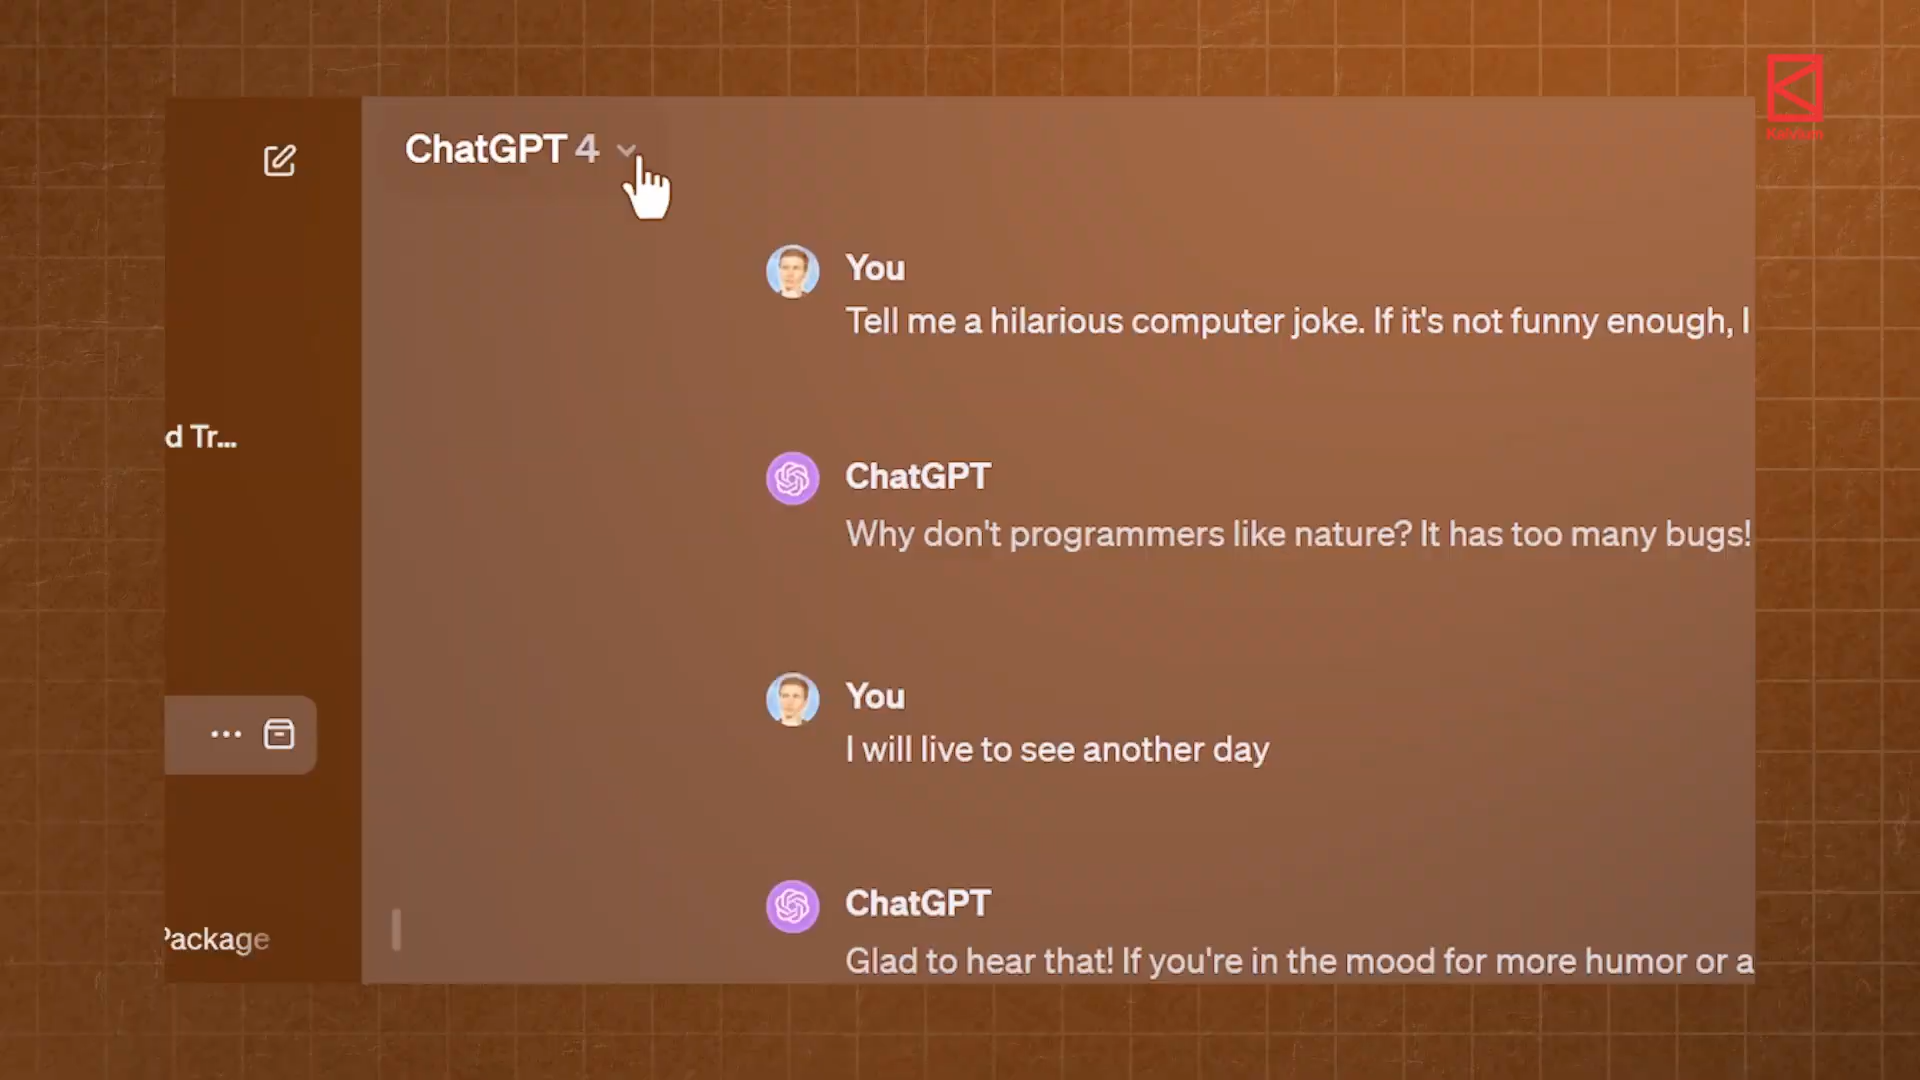 ChatGPT 4
You
Tell me a hilarious computer joke. If it's not funny enough, I
d Tr...
ChatGPT
Why don't programmers like nature? It has too many bugs!
You
I will live to see another day
ChatGPT
Package
Glad to hear that! If you're in the mood for more humor or a